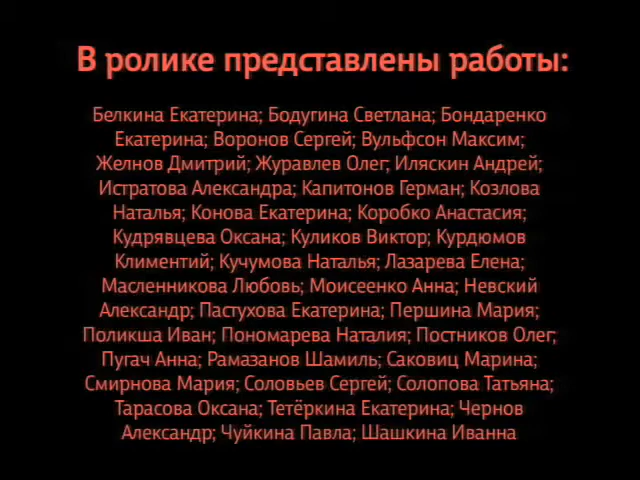 В ролике представлены работы:
Белкина Екатерина; Бодугина Светлана; Бондаренко
Екатерина; Воронов Сергей; Вульфсон Максим;
Желнов Дмитрий; Журавлев Олег; Иляскин Андрей;
Истратова Александра; Капитонов Герман; Козлова
Наталья; Конова Екатерина; Коробко Анастасия;
Кудрявцева Оксана; Куликов Виктор; Курдюмов
Климентий; Кучумова Наталья; Лазарева Елена;
Масленникова Любовь; Моисеенко Анна; Невский
Александр; Пастухова Екатерина; Першина Мария;
Поликша Иван; Пономарева Наталия; Постников Олег;
Пугач Анна; Рамазанов Шамиль; Саковиц Марина;
Смирнова Мария; Соловьев Сергей; Солопова Татьяна;
Тарасова Оксана; Тетёркина Екатерина; Чернов
Александр; Чуйкина Павла; Шашкина Иванна